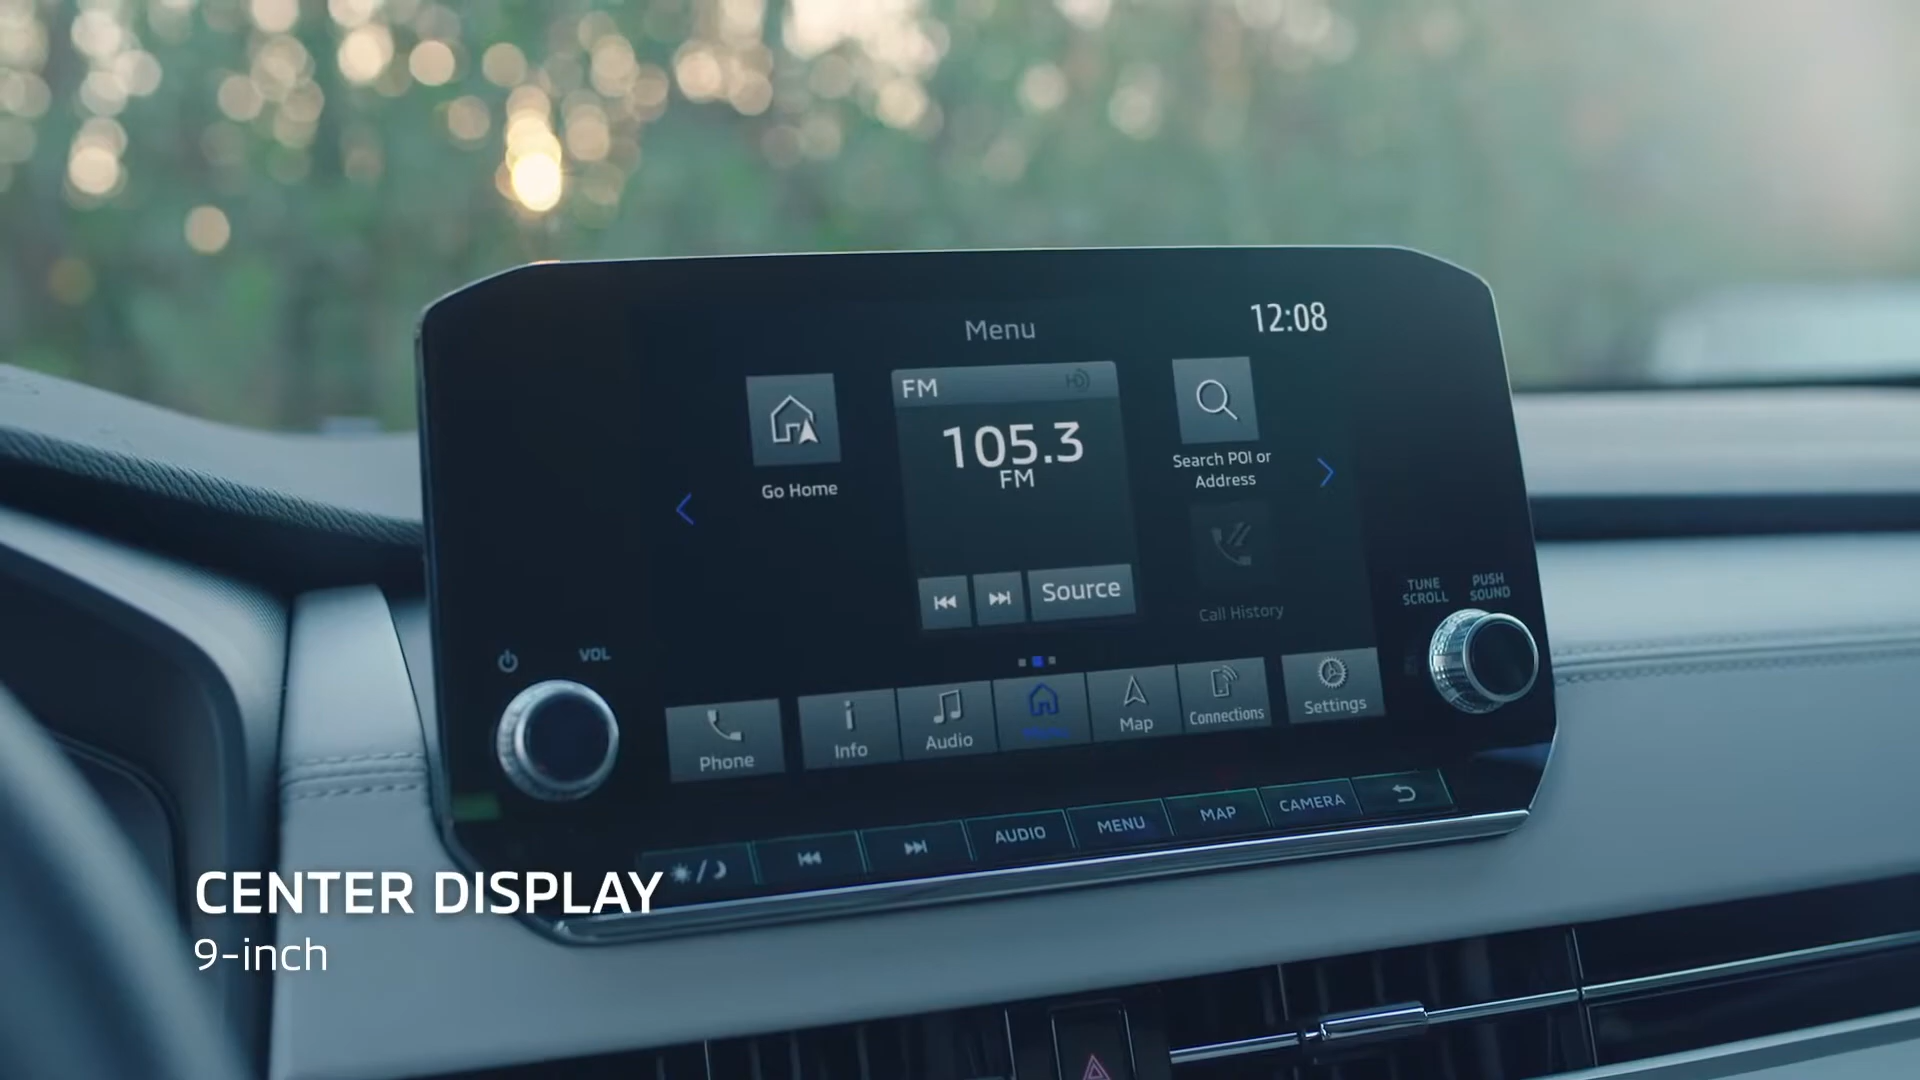 Menu
12:08
FM HD
105.3
FM
Go Home
Search POI or
Address
Source
Call History
TUNE
SCROLL
PUSH
SOUND
VOL
Phone
Info
Audio
Map
Connections
Settings
AUDIO
MENU
MAP
CAMERA
CENTER DISPLAY
9-inch